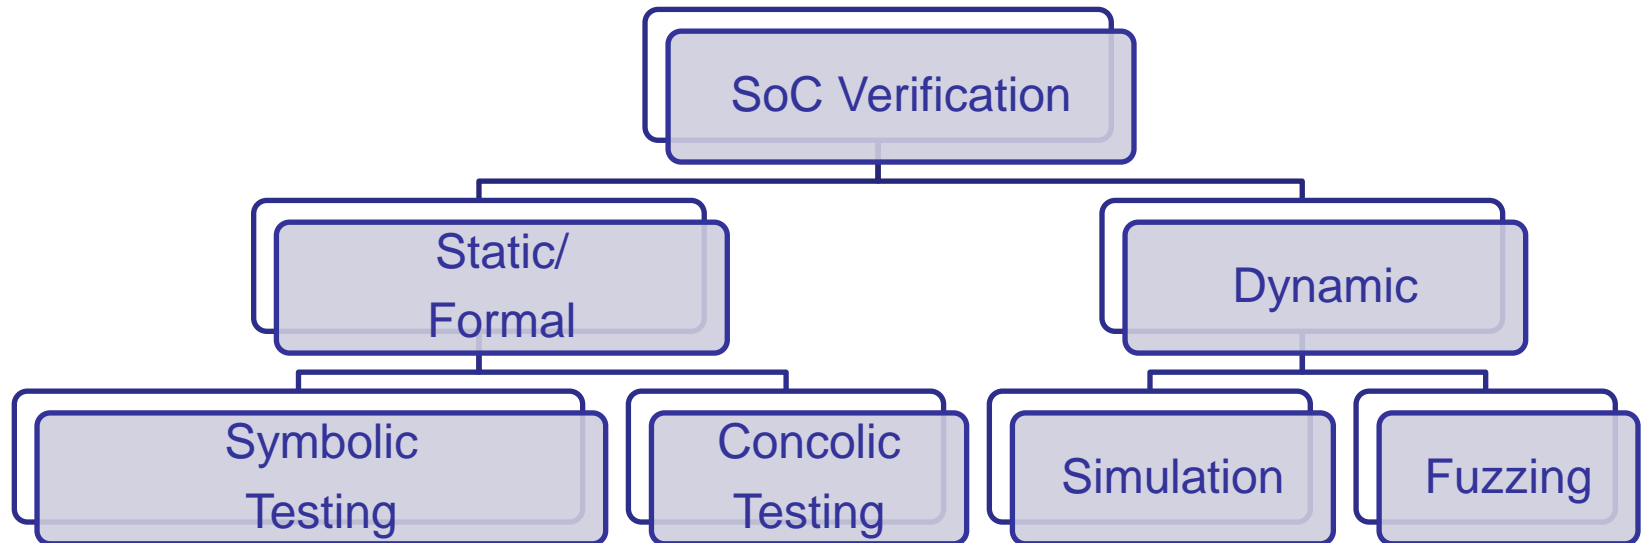 SoC Verification
Static/
Formal
Dynamic
Symbolic
Testing
Concolic
Testing
Simulation
Fuzzing